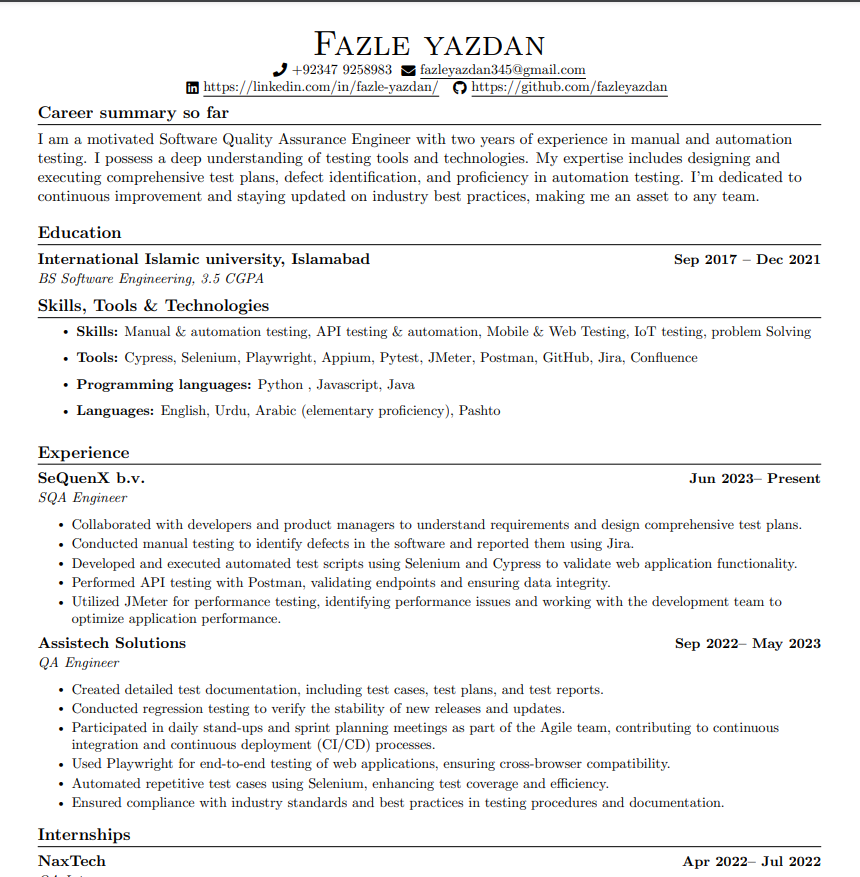 Fazle yazdan
+92347 9258983 fazleyazdan345@gmail.com
https://linkedin.com/in/fazle-yazdan/ https://github.com/fazleyazdan
Career summary so far
I am a motivated Software Quality Assurance Engineer with two years of experience in manual and automation
testing. I possess a deep understanding of testing tools and technologies. My expertise includes designing and
executing comprehensive test plans, defect identification, and proficiency in automation testing. I'm dedicated to
continuous improvement and staying updated on industry best practices, making me an asset to any team.
Education
International Islamic university, Islamabad Sep 2017 – Dec 2021
BS Software Engineering, 3.5 CGPA
Skills, Tools & Technologies
• Skills: Manual & automation testing, API testing & automation, Mobile & Web Testing, IoT testing, problem Solving
• Tools: Cypress, Selenium, Playwright, Appium, Pytest, JMeter, Postman, GitHub, Jira, Confluence
• Programming languages: Python , Javascript, Java
• Languages: English, Urdu, Arabic (elementary proficiency), Pashto
Experience
SeQuenX b.v. Jun 2023– Present
SQA Engineer
• Collaborated with developers and product managers to understand requirements and design comprehensive test plans.
• Conducted manual testing to identify defects in the software and reported them using Jira.
• Developed and executed automated test scripts using Selenium and Cypress to validate web application functionality.
• Performed API testing with Postman, validating endpoints and ensuring data integrity.
• Utilized JMeter for performance testing, identifying performance issues and working with the development team to
optimize application performance.
Assistech Solutions Sep 2022– May 2023
QA Engineer
• Created detailed test documentation, including test cases, test plans, and test reports.
• Conducted regression testing to verify the stability of new releases and updates.
• Participated in daily stand-ups and sprint planning meetings as part of the Agile team, contributing to continuous
integration and continuous deployment (CI/CD) processes.
• Used Playwright for end-to-end testing of web applications, ensuring cross-browser compatibility.
• Automated repetitive test cases using Selenium, enhancing test coverage and efficiency.
• Ensured compliance with industry standards and best practices in testing procedures and documentation.
Internships
NaxTech Apr 2022– Jul 2022